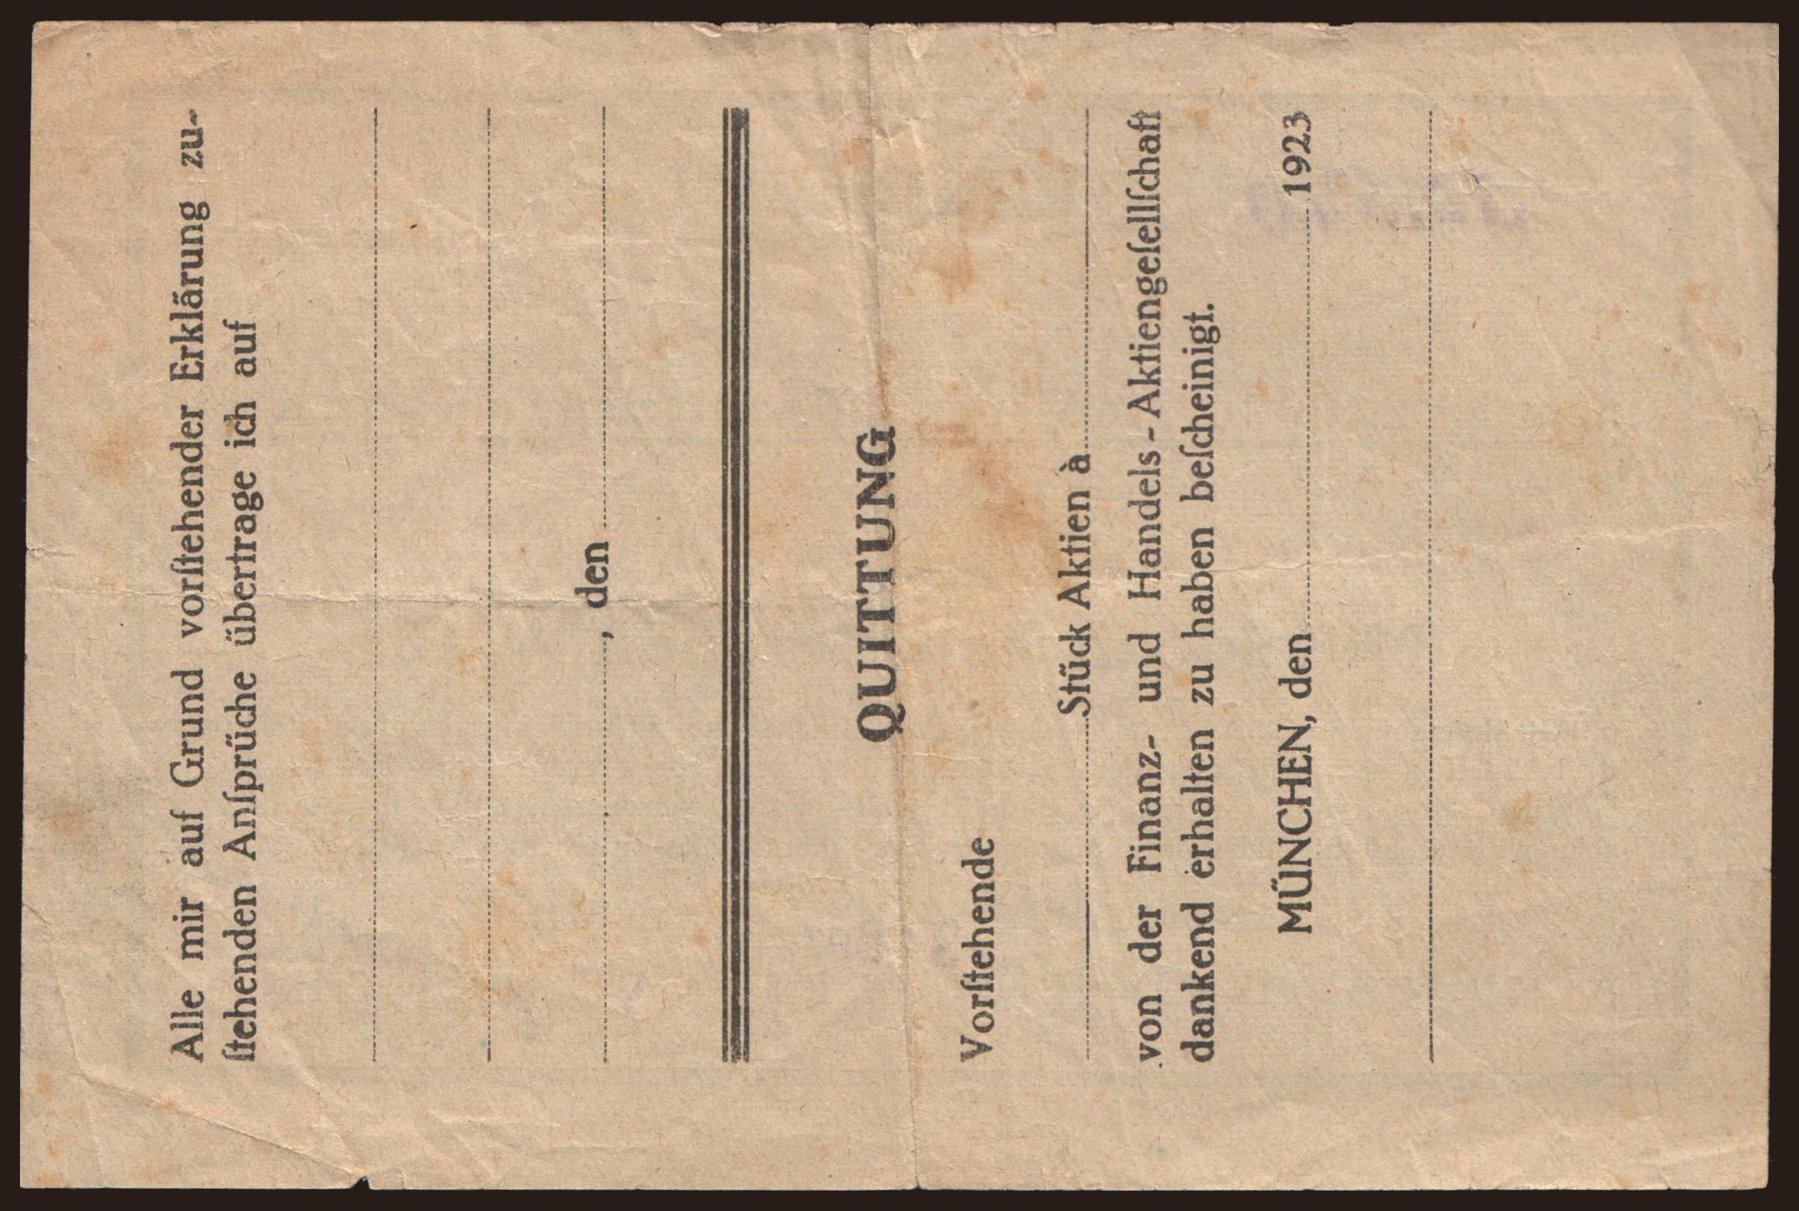 Alle mir auf Grund vorſtehender Erklärung zu-
ſtehenden Anſprüche übertrage ich auf
, den
QUITTUNG
Vorſtehende
Stück Aktien à
von der Finanz- und Handels-Aktiengeſellſchaft
dankend erhalten zu haben beſcheinigt.
MÜNCHEN, den 1923